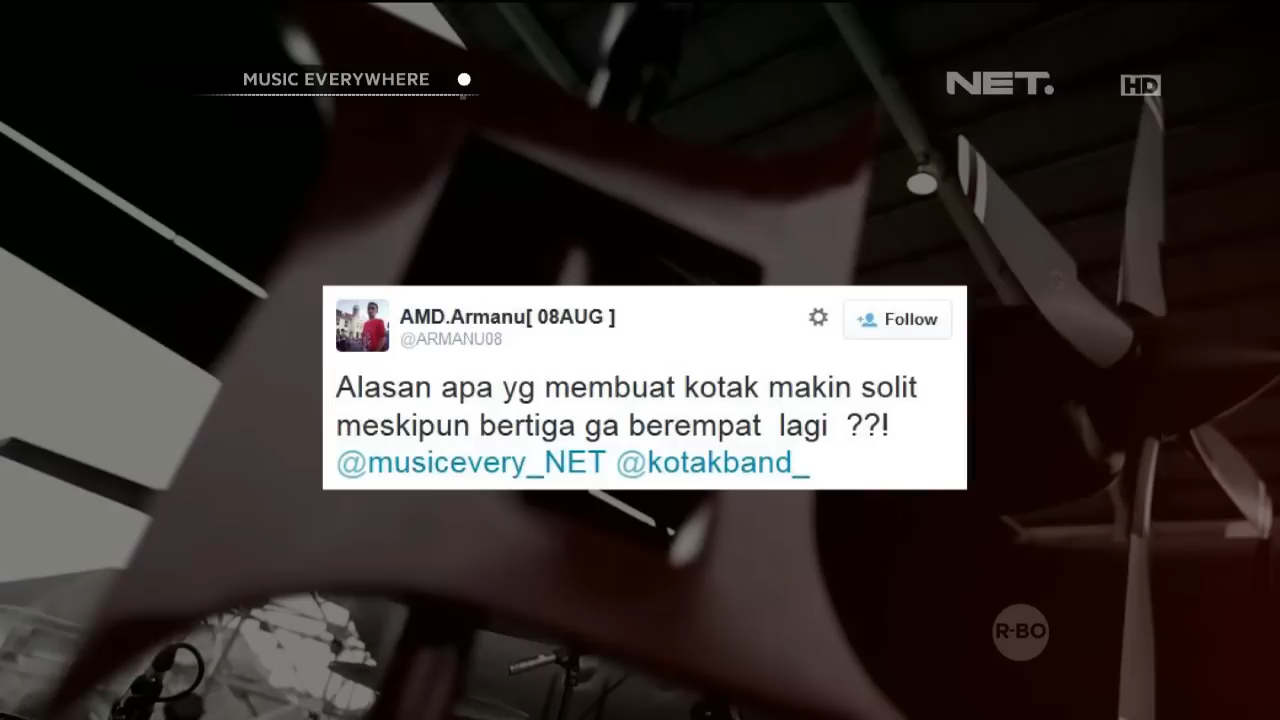 MUSIC EVERYWHERE
NET.
HD
AMD.Armanu[ 08AUG ]
@ARMANU08
Follow
Alasan apa yg membuat kotak makin solit
meskipun bertiga ga berempat lagi ??!
@musicevery_NET @kotakband_
R-BO